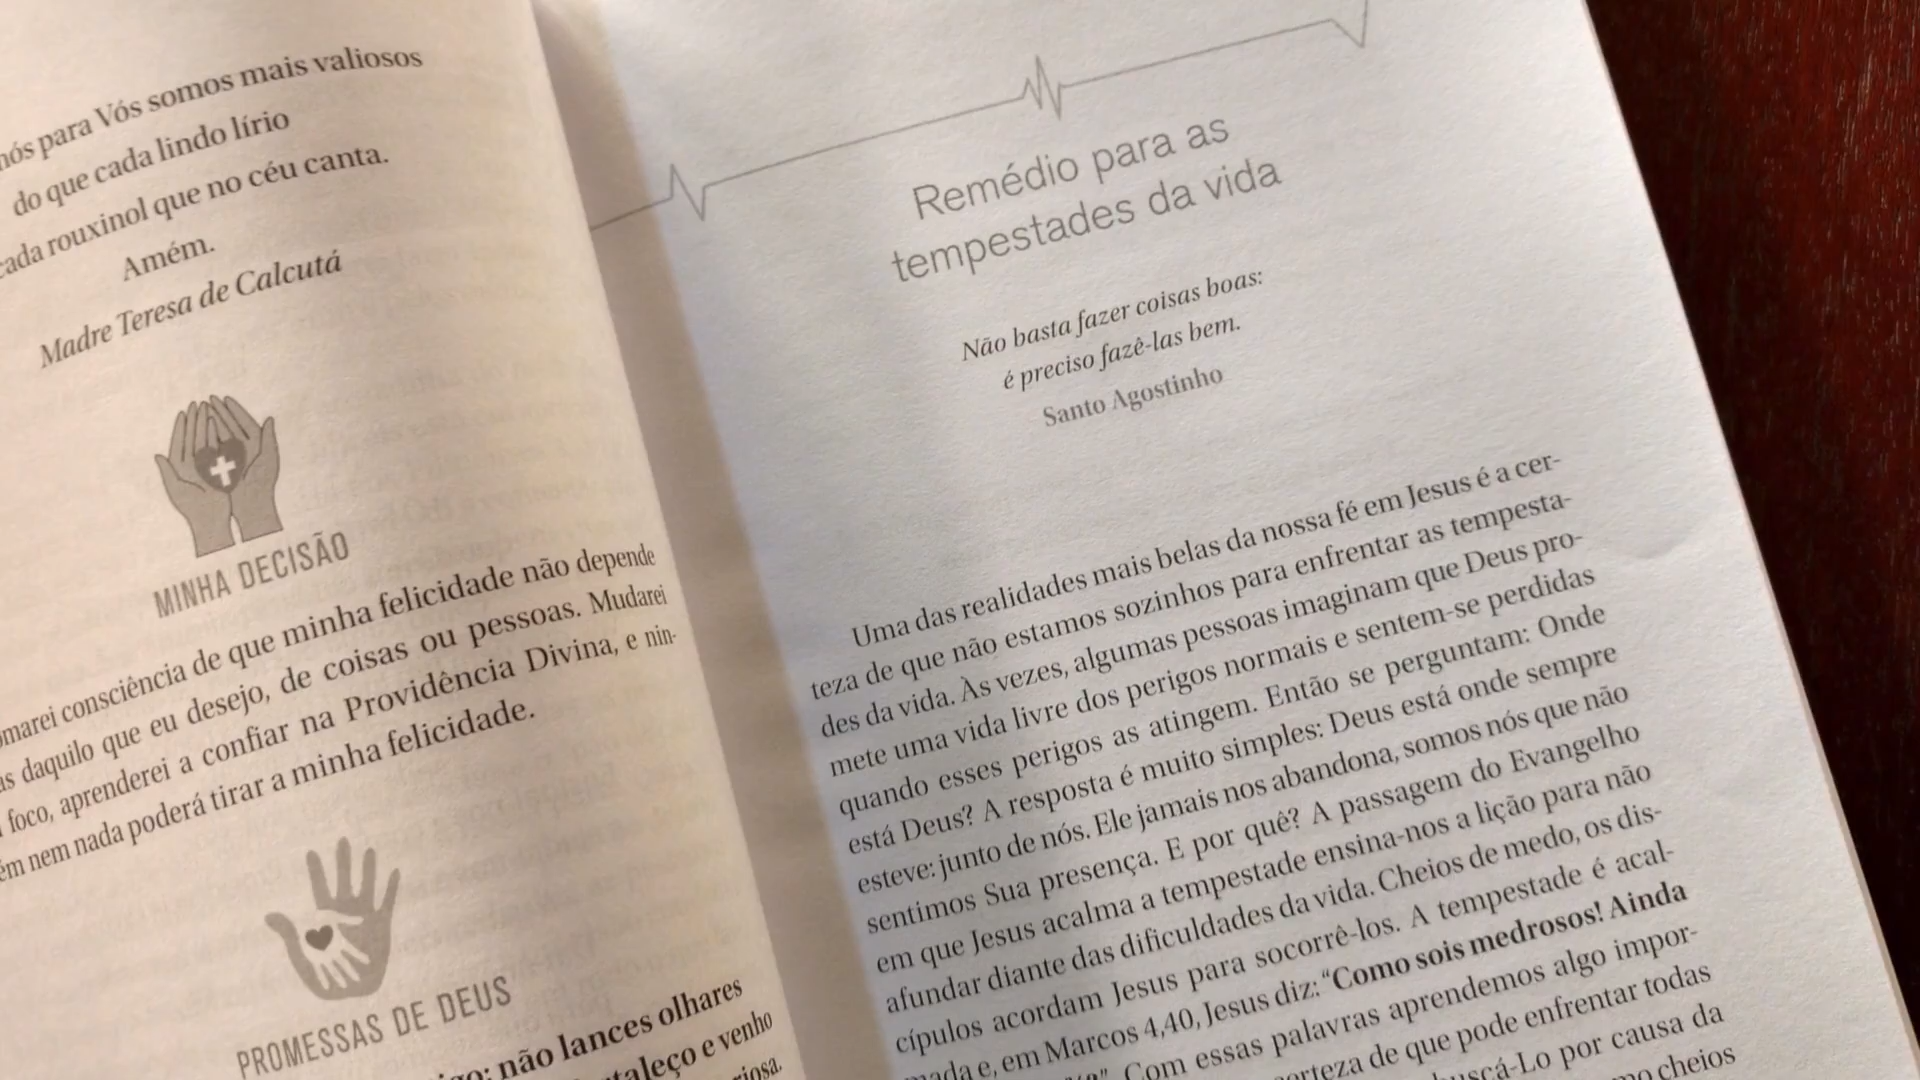 nós para Vós somos mais valiosos
do que cada lindo lírio
cada rouxinol que no céu canta.
Amém.
Madre Teresa de Calcutá
MINHA DECISÃO
consciência de que minha felicidade não depende
daquilo que eu desejo, de coisas ou pessoas. Mudarei
foco, aprenderei a confiar na Providência Divina, e nin-
nem nada poderá tirar a minha felicidade.
PROMESSAS DE DEUS
não lances olhares
e venho
Remédio para as
tempestades da vida
Não basta fazer coisas boas:
é preciso fazê-las bem.
Santo Agostinho
Uma das realidades mais belas da nossa fé em Jesus é a cer-
teza de que não estamos sozinhos para enfrentar as tempesta-
des da vida. Às vezes, algumas pessoas imaginam que Deus pro-
mete uma vida livre dos perigos normais e sentem-se perdidas
quando esses perigos as atingem. Então se perguntam: Onde
está Deus? A resposta é muito simples: Deus está onde sempre
esteve: junto de nós. Ele jamais nos abandona, somos nós que não
sentimos Sua presença. E por quê? A passagem do Evangelho
em que Jesus acalma a tempestade ensina-nos a lição para não
afundar diante das dificuldades da vida. Cheios de medo, os dis-
cípulos acordam Jesus para socorrê-los. A tempestade é acal-
mada e, em Marcos 4,40, Jesus diz: “Como sois medrosos! Ainda
Com essas palavras aprendemos algo impor-
de que pode enfrentar todas
por causa da
cheios